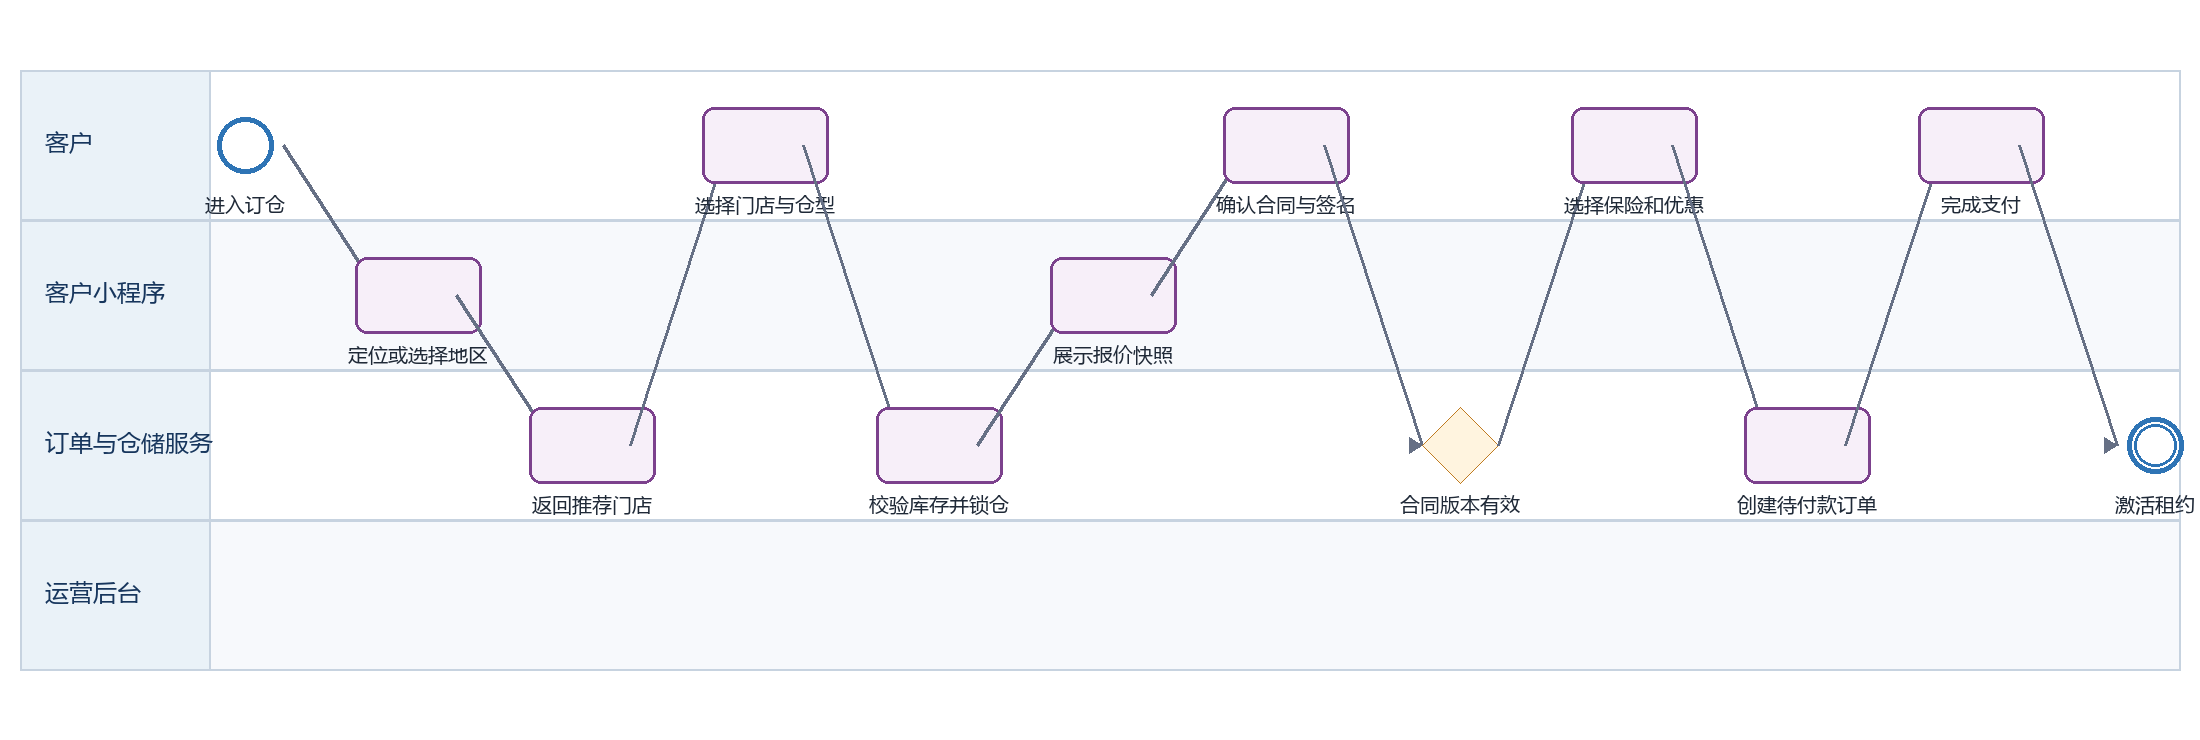 客户
进入订仓
选择门店与仓型
确认合同与签名
选择保险和优惠
完成支付
客户小程序
定位或选择地区
展示报价快照
订单与仓储服务
返回推荐门店
校验库存并锁仓
合同版本有效
创建待付款订单
激活租约
运营后台